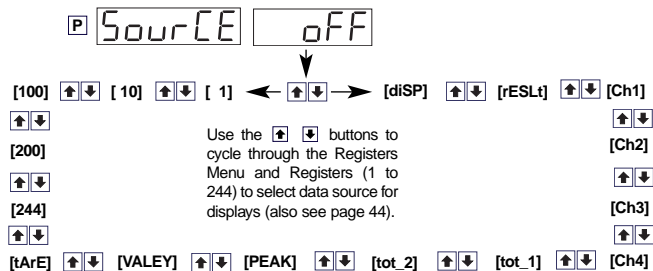 P SourCE oFF
[100] [ 10] [ 1] [diSP] [rESLt] [Ch1]
[200] [Ch2]
[244] [Ch3]
Use the buttons to
cycle through the Registers
Menu and Registers (1 to
244) to select data source for
displays (also see page 44).
[tArE] [VALEY] [PEAK] [tot_2] [tot_1] [Ch4]